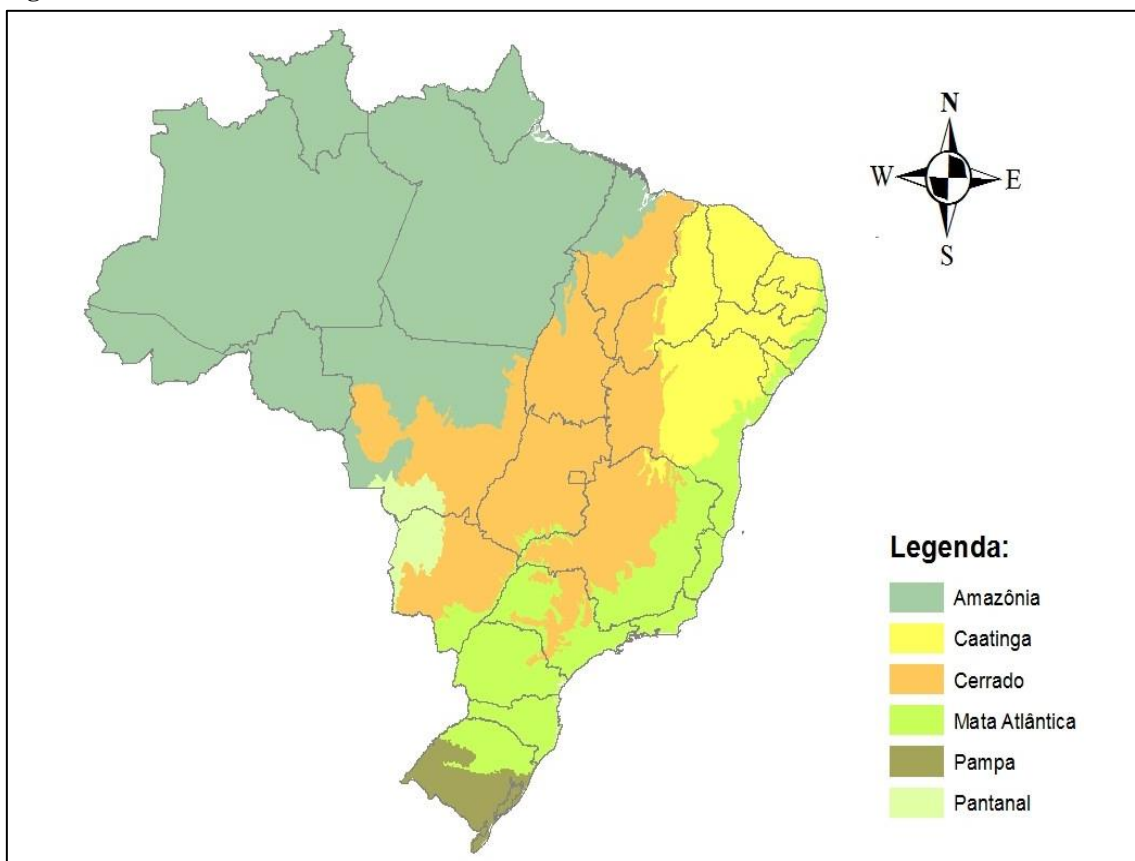 N
W E
S
Legenda:
Amazônia
Caatinga
Cerrado
Mata Atlântica
Pampa
Pantanal